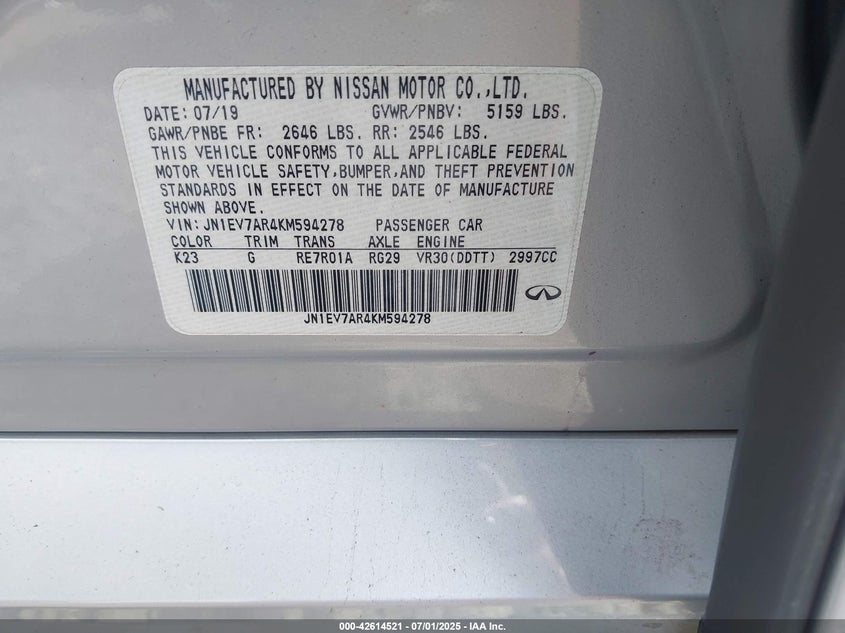 MANUFACTURED BY NISSAN MOTOR CO.,LTD.
DATE: 07/19 GVWR/PNBV: 5159 LBS.
GAWR/PNBE FR: 2646 LBS. RR: 2546 LBS.
THIS VEHICLE CONFORMS TO ALL APPLICABLE FEDERAL
MOTOR VEHICLE SAFETY,BUMPER,AND THEFT PREVENTION
STANDARDS IN EFFECT ON THE DATE OF MANUFACTURE
SHOWN ABOVE.
VIN: JN1EV7AR4KM594278 PASSENGER CAR
COLOR TRIM TRANS AXLE ENGINE
K23 G RE7R01A RG29 VR30(DDTT) 2997CC
JN1EV7AR4KM594278
000-42614521 - 07/01/2025 - IAA Inc.